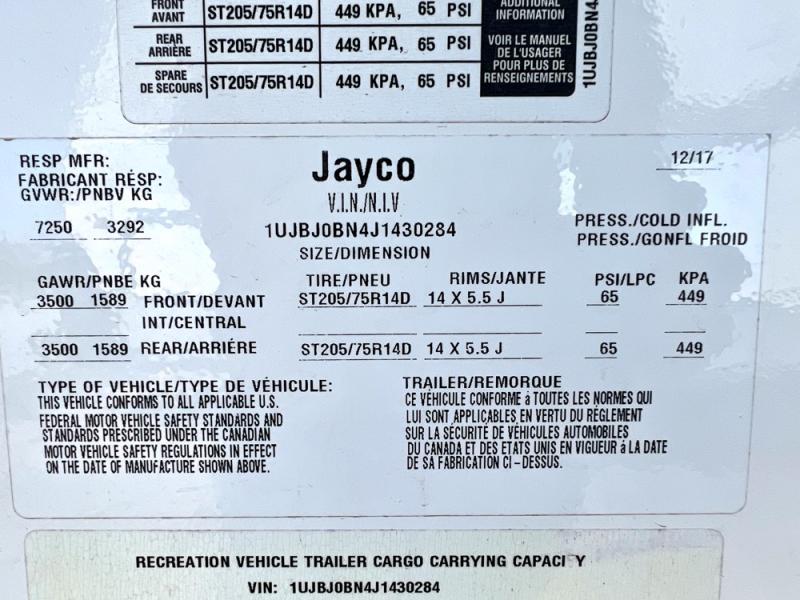 FRONT AVANT ST205/75R14D 449 KPA, 65 PSI
ADDITIONAL INFORMATION
REAR ARRIÈRE ST205/75R14D 449 KPA, 65 PSI
SPARE DE SECOURS ST205/75R14D 449 KPA, 65 PSI
VOIR LE MANUEL
DE L'USAGER
POUR PLUS DE
RENSEIGNEMENTS
RESP MFR:
FABRICANT RÉSP:
GVWR:/PNBV KG
Jayco
12/17
V.I.N./N.I.V
7250 3292
1UJBJ0BN4J1430284
PRESS./COLD INFL.
PRESS./GONFL FROID
SIZE/DIMENSION
GAWR/PNBE KG TIRE/PNEU RIMS/JANTE PSI/LPC KPA
3500 1589 FRONT/DEVANT ST205/75R14D 14 X 5.5 J 65 449
INT/CENTRAL
3500 1589 REAR/ARRIÉRE ST205/75R14D 14 X 5.5 J 65 449
TYPE OF VEHICLE/TYPE DE VÉHICULE: TRAILER/REMORQUE
THIS VEHICLE CONFORMS TO ALL APPLICABLE U.S.
FEDERAL MOTOR VEHICLE SAFETY STANDARDS AND
STANDARDS PRESCRIBED UNDER THE CANADIAN
MOTOR VEHICLE SAFETY REGULATIONS IN EFFECT
ON THE DATE OF MANUFACTURE SHOWN ABOVE.
CE VÉHICULE CONFORME à TOUTES LES NORMES QUI
LUI SONT APPLICABLES EN VERTU DU RÉGLEMENT
SUR LA SÉCURITÉ DE VÉHICULES AUTOMOBILES
DU CANADA ET DES ETATS UNIS EN VIGUEUR á LA DATE
DE SA FABRICATION CI-DESSUS.
RECREATION VEHICLE TRAILER CARGO CARRYING CAPACI Y
VIN: 1UJBJ0BN4J1430284